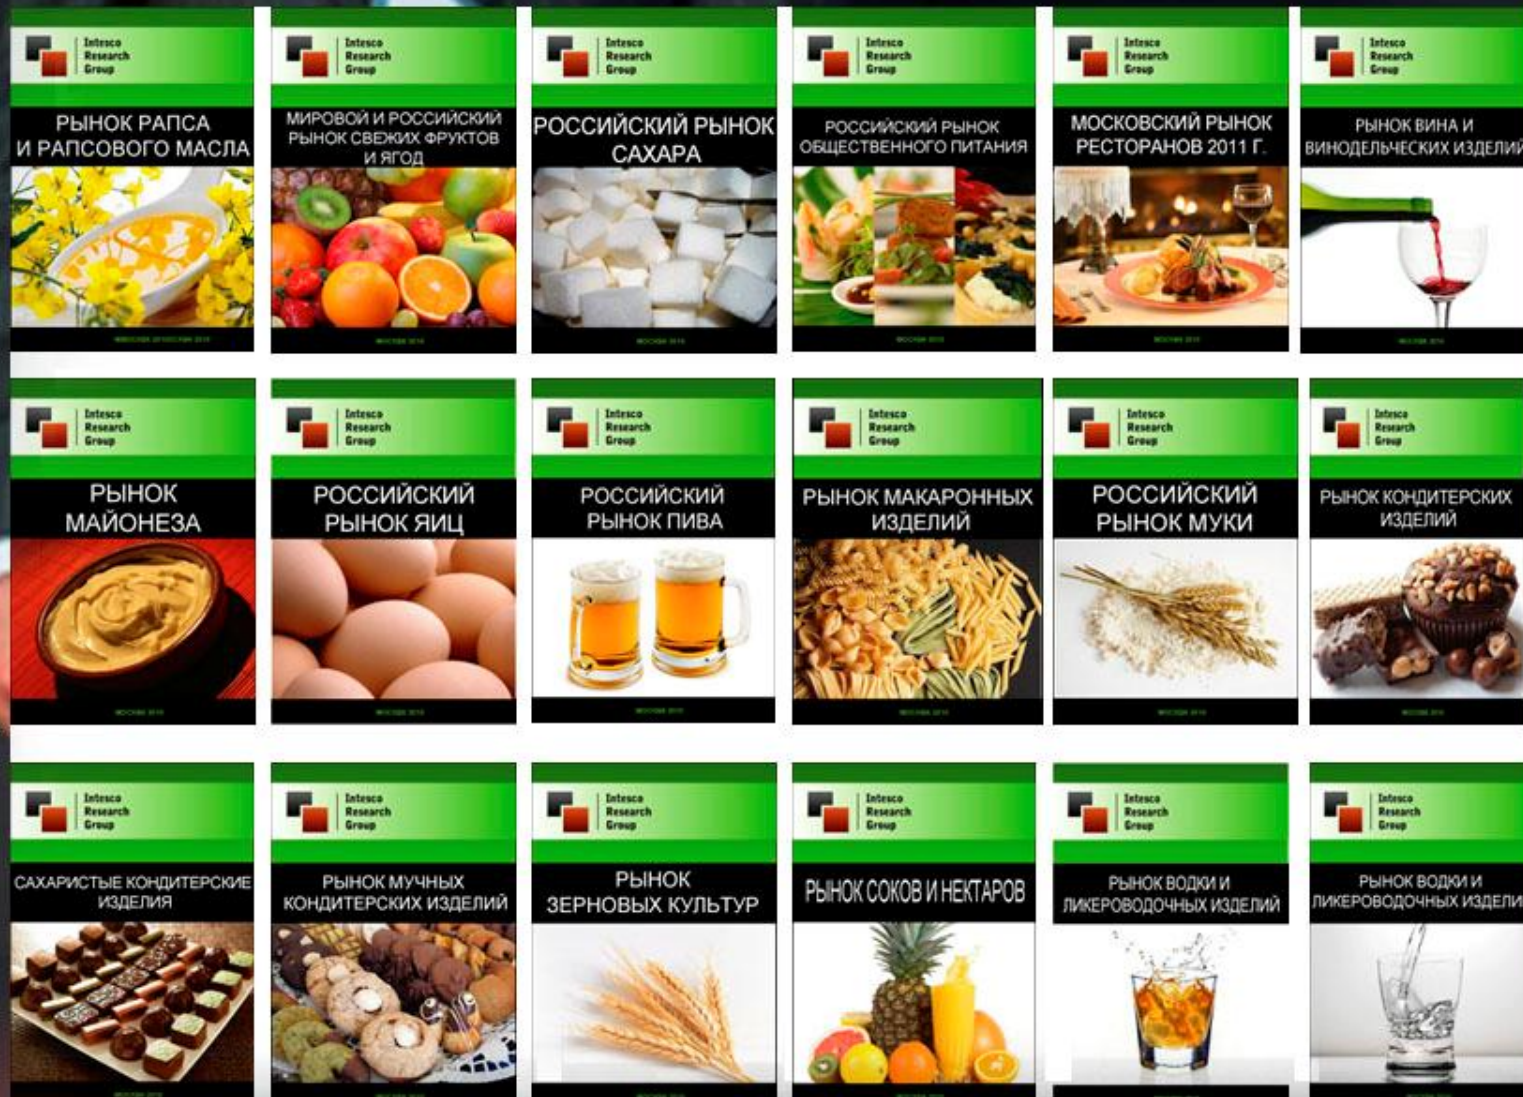 Intesco
Research
Group
РЫНОК РАПСА
И РАПСОВОГО МАСЛА
Intesco
Research
Group
МИРОВОЙ И РОССИЙСКИЙ
РЫНОК СВЕЖИХ ФРУКТОВ
И ЯГОД
Intesco
Research
Group
РОССИЙСКИЙ РЫНОК
САХАРА
Intesco
Research
Group
РОССИЙСКИЙ РЫНОК
ОБЩЕСТВЕННОГО ПИТАНИЯ
Intesco
Research
Group
МОСКОВСКИЙ РЫНОК
РЕСТОРАНОВ 2011 Г.
Intesco
Research
Group
РЫНОК ВИНА И
ВИНОДЕЛЬЧЕСКИХ ИЗДЕЛИЙ
Intesco
Research
Group
РЫНОК
МАЙОНЕЗА
Intesco
Research
Group
РОССИЙСКИЙ
РЫНОК ЯИЦ
Intesco
Research
Group
РОССИЙСКИЙ
РЫНОК ПИВА
Intesco
Research
Group
РЫНОК МАКАРОННЫХ
ИЗДЕЛИЙ
Intesco
Research
Group
РОССИЙСКИЙ
РЫНОК МУКИ
Intesco
Research
Group
РЫНОК КОНДИТЕРСКИХ
ИЗДЕЛИЙ
Intesco
Research
Group
САХАРИСТЫЕ КОНДИТЕРСКИЕ
ИЗДЕЛИЯ
Intesco
Research
Group
РЫНОК МУЧНЫХ
КОНДИТЕРСКИХ ИЗДЕЛИЙ
Intesco
Research
Group
РЫНОК
ЗЕРНОВЫХ КУЛЬТУР
Intesco
Research
Group
РЫНОК СОКОВ И НЕКТАРОВ
Intesco
Research
Group
РЫНОК ВОДКИ И
ЛИКЕРОВОДОЧНЫХ ИЗДЕЛИЙ
Intesco
Research
Group
РЫНОК ВОДКИ И
ЛИКЕРОВОДОЧНЫХ ИЗДЕЛИ